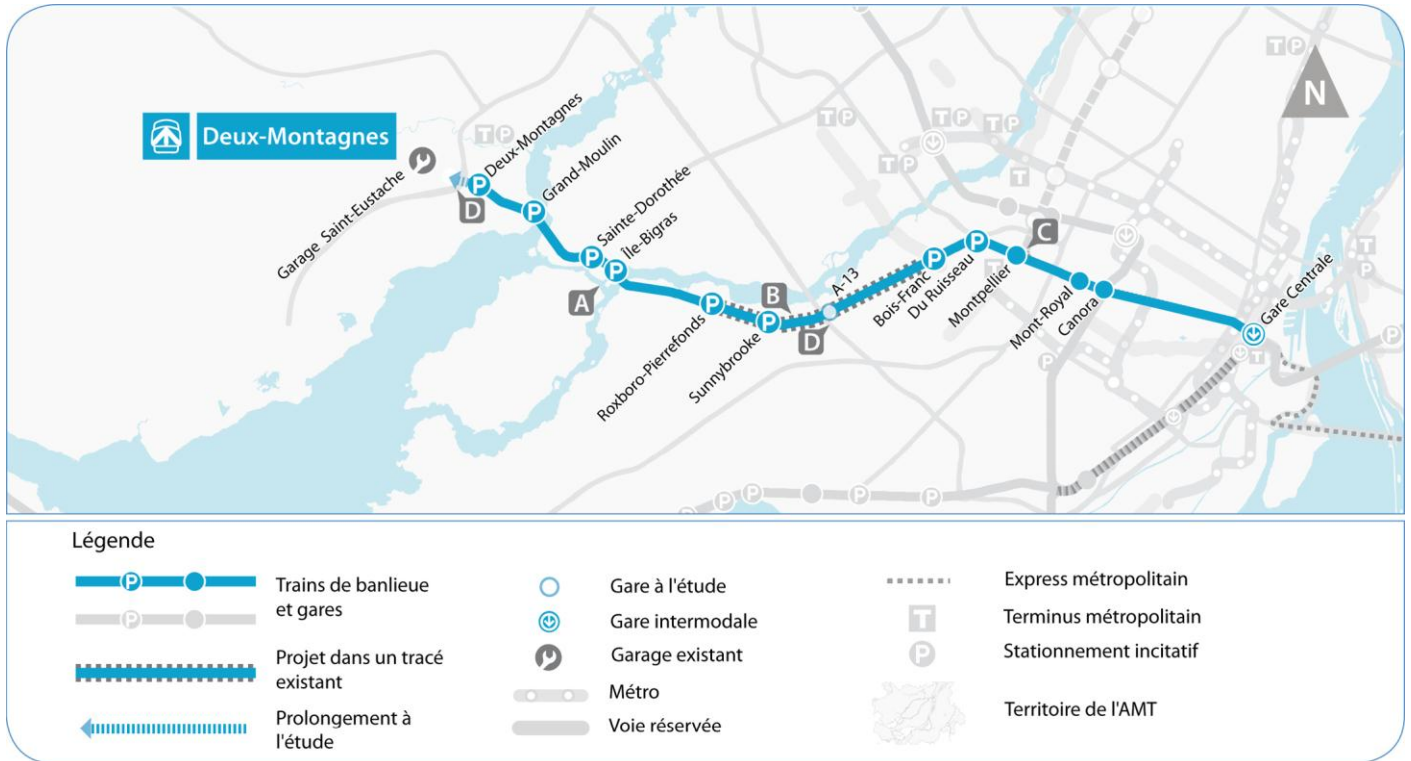 Deux-Montagnes
Garage Saint-Eustache
Deux-Montagnes
Grand-Moulin
Sainte-Dorothée
Île-Bigras
Roxboro-Pierrefonds
Sunnybrooke
A-13
Bois-Franc
Du Ruisseau
Montpellier
Mont-Royal
Canora
Gare Centrale
D
A
B
D
C
N
P
P
P
P
P
P
P
P
T P
T P
T P
T P
T P
T P
T
T
T
P
T
P
P
P
P
P
P
Légende
P
P
Trains de banlieue
et gares
Projet dans un tracé
existant
Prolongement à
l'étude
Gare à l'étude
Gare intermodale
Garage existant
Métro
Voie réservée
Express métropolitain
T
Terminus métropolitain
P
Stationnement incitatif
Territoire de l'AMT